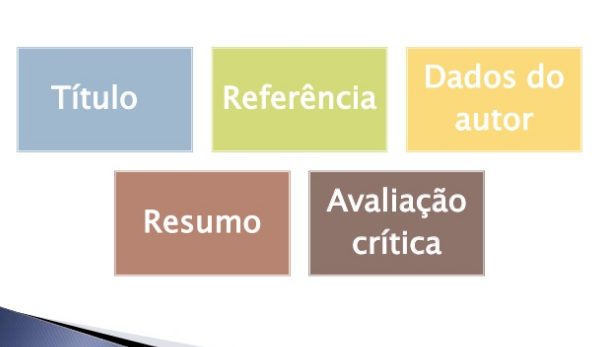 Título
Referência
Dados do
autor
Resumo
Avaliação
crítica